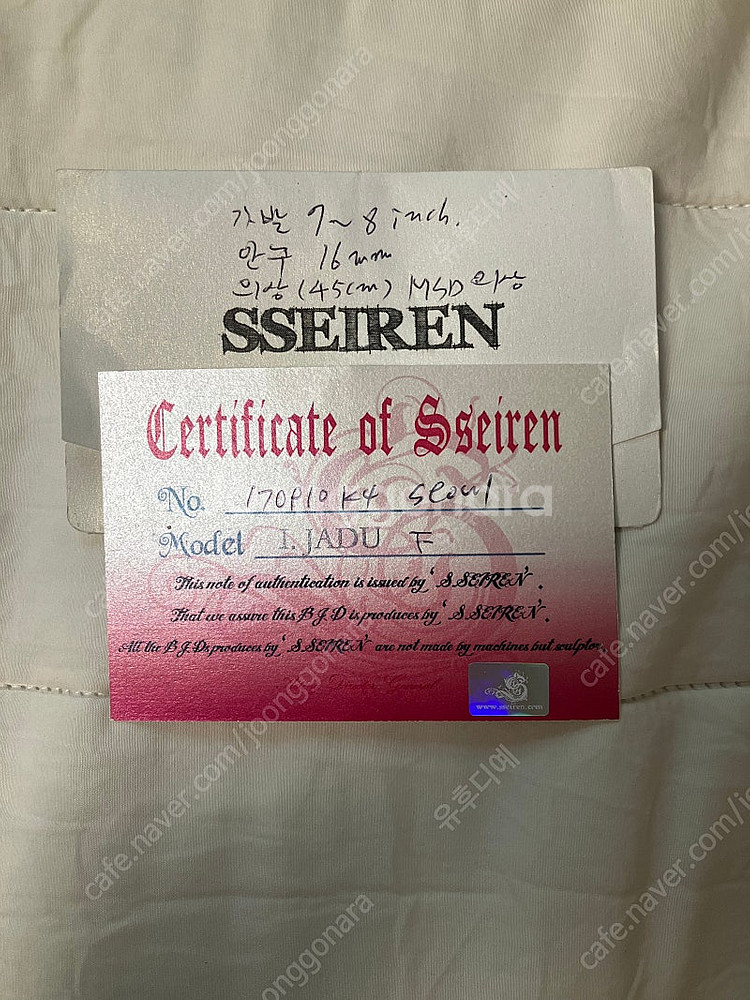 가발 7~8 inch.
안구 16mm
의상 (45cm) MSD 의상
SSEIREN
Certificate of Sseiren
No. 170910K4 Seoul
Model I. JADU F
This note of authentication is issued by 'S.SEIREN'.
That we assure this B.J.D is produces by 'S.SEIREN'.
All the B.J.Ds produces by 'S.SEIREN' are not made by machines but sculptor.
www.sseiren.com
cafe.naver.com/joonggonara
유후디에
joonggonara